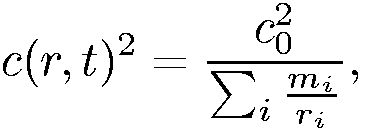 c(r, t)^2 = \frac{c_0^2}{\sum_i \frac{m_i}{r_i}},